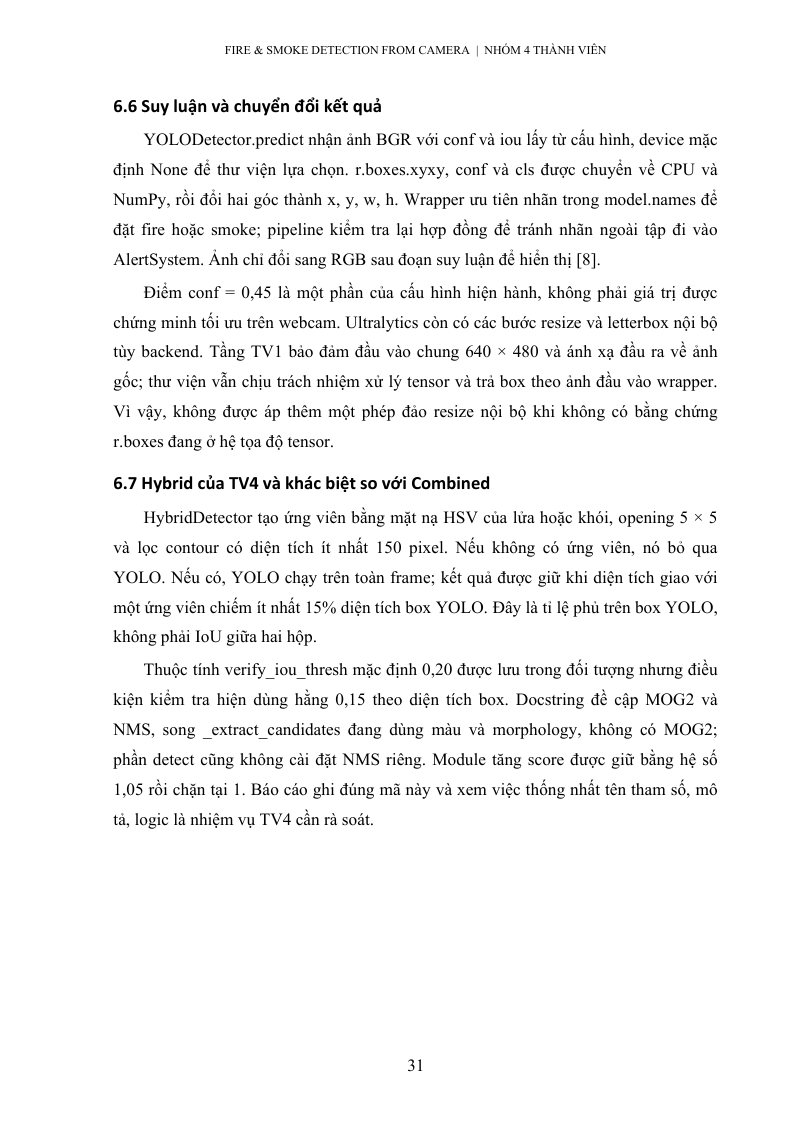 FIRE & SMOKE DETECTION FROM CAMERA | NHÓM 4 THÀNH VIÊN
6.6 Suy luận và chuyển đổi kết quả
YOLODetector.predict nhận ảnh BGR với conf và iou lấy từ cấu hình, device mặc
định None để thư viện lựa chọn. r.boxes.xyxy, conf và cls được chuyển về CPU và
NumPy, rồi đổi hai góc thành x, y, w, h. Wrapper ưu tiên nhãn trong model.names để
đặt fire hoặc smoke; pipeline kiểm tra lại hợp đồng để tránh nhãn ngoài tập đi vào
AlertSystem. Ảnh chỉ đổi sang RGB sau đoạn suy luận để hiển thị [8].
Điểm conf = 0,45 là một phần của cấu hình hiện hành, không phải giá trị được
chứng minh tối ưu trên webcam. Ultralytics còn có các bước resize và letterbox nội bộ
tùy backend. Tầng TV1 bảo đảm đầu vào chung 640 × 480 và ánh xạ đầu ra về ảnh
gốc; thư viện vẫn chịu trách nhiệm xử lý tensor và trả box theo ảnh đầu vào wrapper.
Vì vậy, không được áp thêm một phép đảo resize nội bộ khi không có bằng chứng
r.boxes đang ở hệ tọa độ tensor.
6.7 Hybrid của TV4 và khác biệt so với Combined
HybridDetector tạo ứng viên bằng mặt nạ HSV của lửa hoặc khói, opening 5 × 5
và lọc contour có diện tích ít nhất 150 pixel. Nếu không có ứng viên, nó bỏ qua
YOLO. Nếu có, YOLO chạy trên toàn frame; kết quả được giữ khi diện tích giao với
một ứng viên chiếm ít nhất 15% diện tích box YOLO. Đây là tỉ lệ phủ trên box YOLO,
không phải IoU giữa hai hộp.
Thuộc tính verify_iou_thresh mặc định 0,20 được lưu trong đối tượng nhưng điều
kiện kiểm tra hiện dùng hằng 0,15 theo diện tích box. Docstring đề cập MOG2 và
NMS, song _extract_candidates đang dùng màu và morphology, không có MOG2;
phần detect cũng không cài đặt NMS riêng. Module tăng score được giữ bằng hệ số
1,05 rồi chặn tại 1. Báo cáo ghi đúng mã này và xem việc thống nhất tên tham số, mô
tả, logic là nhiệm vụ TV4 cần rà soát.
31